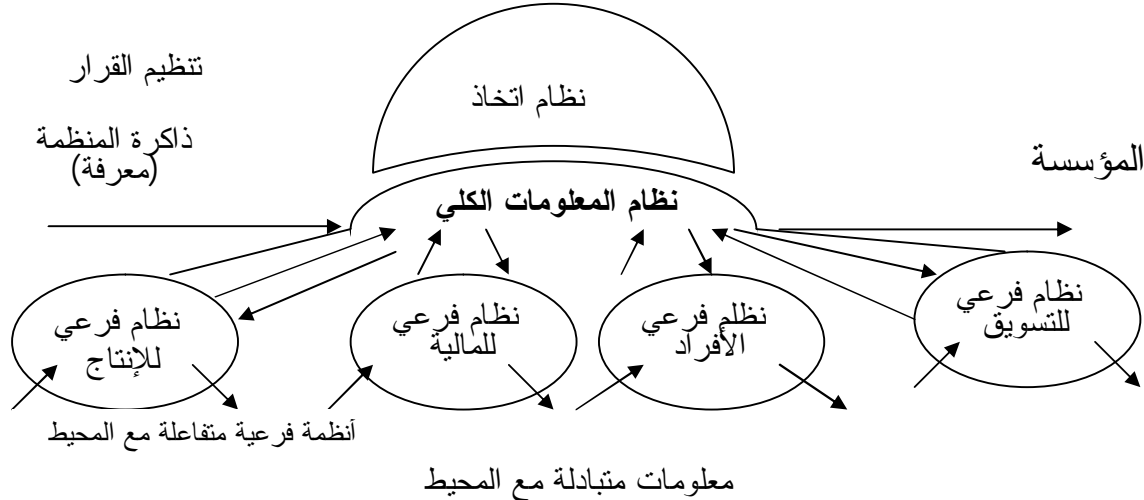 تنظيم القرار
ذاكرة المنظمة
(معرفة)
نظام اتخاذ
المؤسسة
نظام المعلومات الكلي
نظام فرعي
للتسويق
نظلم فرعي
الأفراد
نظام فرعي
للمالية
نظام فرعي
للإنتاج
أنظمة فرعية متفاعلة مع المحيط
معلومات متبادلة مع المحيط